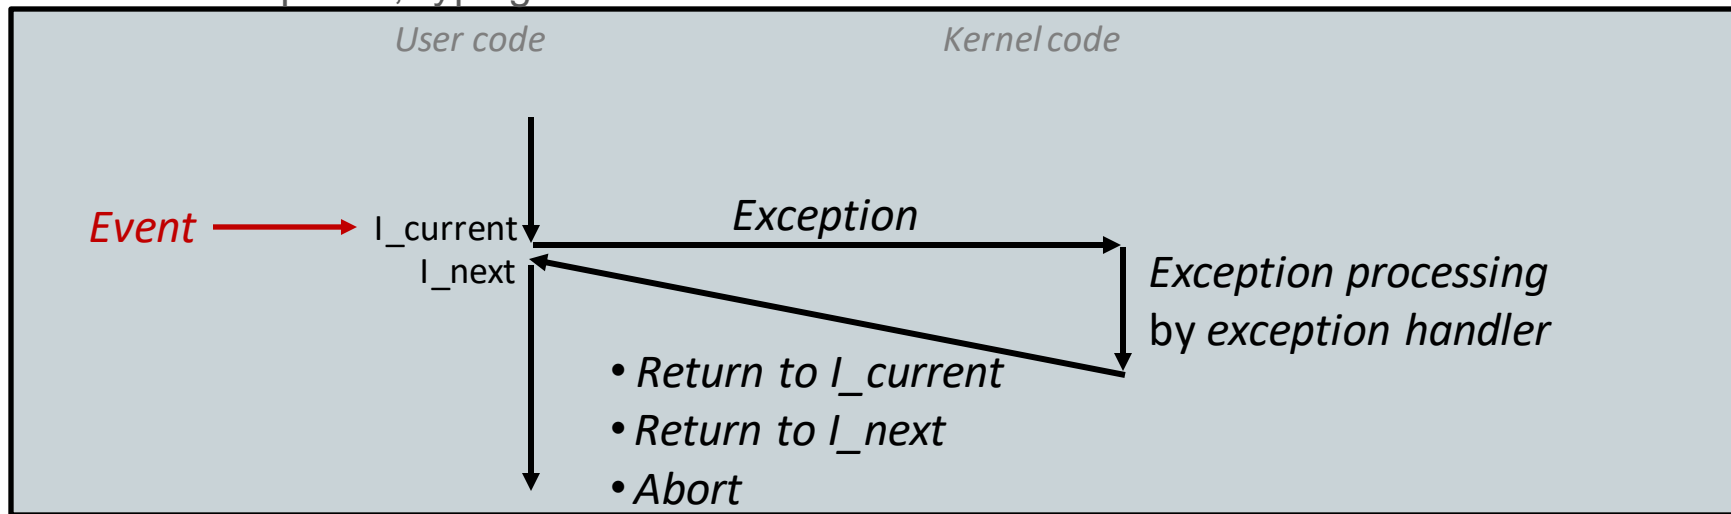 User code
Kernel code
Event
I_current
Exception
I_next
Exception processing
by exception handler
• Return to I_current
• Return to I_next
• Abort